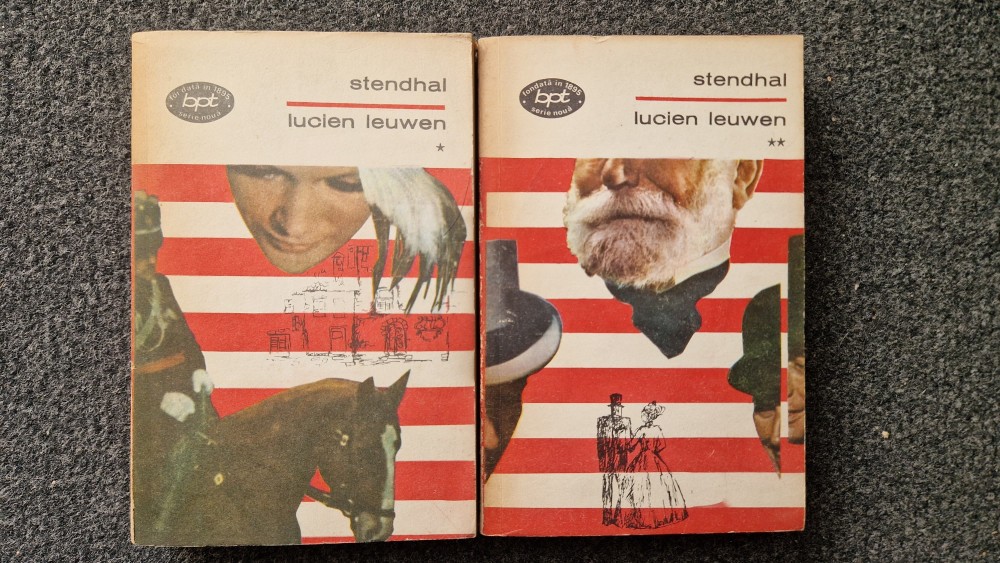 fondată în 1895
bpt
serie nouă
stendhal
lucien leuwen
*
fondată în 1895
bpt
serie nouă
stendhal
lucien leuwen
**